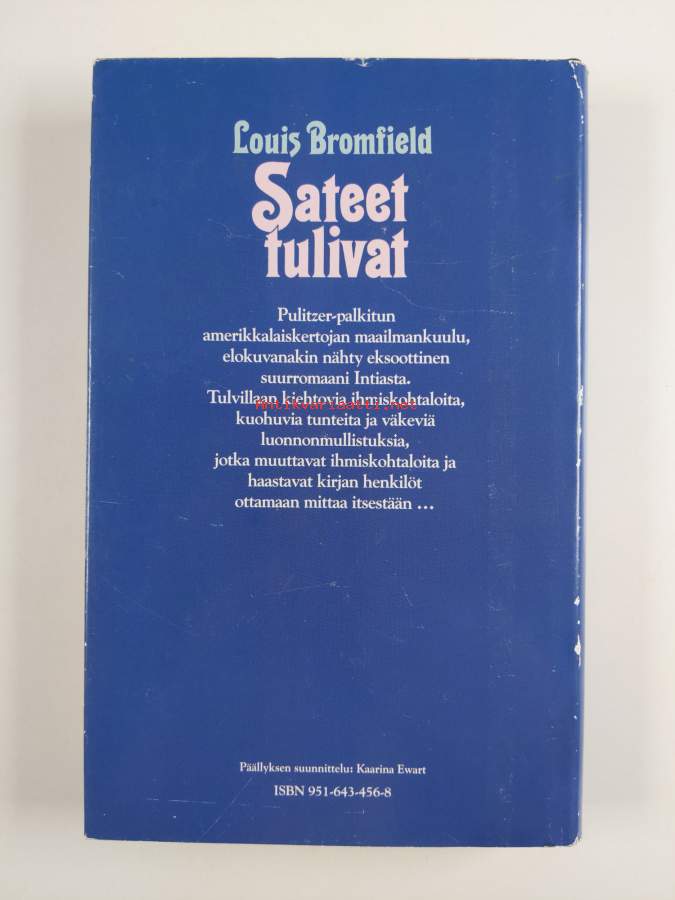 Louis Bromfield
Sateet
tulivat
Pulitzer-palkitun
amerikkalaiskertojan maailmankuulu,
elokuvanakin nähty eksoottinen
suurromaani Intiasta.
Tulvillaan kiehtovia ihmiskohtaloita,
Antikvariaatti.net
kuohuvia tunteita ja väkeviä
luonnonmullistuksia,
jotka muuttavat ihmiskohtaloita ja
haastavat kirjan henkilöt
ottamaan mittaa itsestään ...
Päällyksen suunnittelu: Kaarina Ewart
ISBN 951-643-456-8